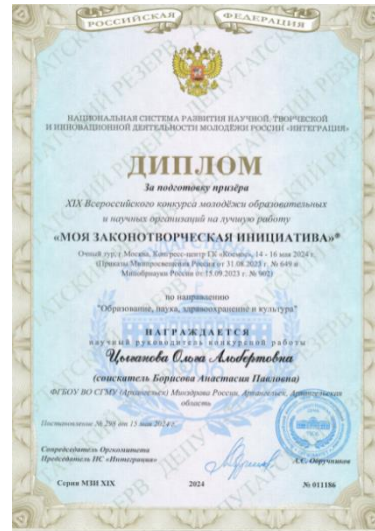 РОССИЙСКАЯ ФЕДЕРАЦИЯ
НАЦИОНАЛЬНАЯ СИСТЕМА РАЗВИТИЯ НАУЧНОЙ, ТВОРЧЕСКОЙ
И ИННОВАЦИОННОЙ ДЕЯТЕЛЬНОСТИ МОЛОДЁЖИ РОССИИ «ИНТЕГРАЦИЯ»
ДИПЛОМ
За подготовку призёра
XIX Всероссийского конкурса молодёжи образовательных
и научных организаций на лучшую работу
«МОЯ ЗАКОНОТВОРЧЕСКАЯ ИНИЦИАТИВА»*
Очный тур, г. Москва, Конгресс-центр ГК «Космос», 14 - 16 мая 2024 г.
(Приказы Минпросвещения России от 31.08.2023 г. № 649 и
Минобрнауки России от 15.09.2023 г. № 902)
по направлению
"Образование, наука, здравоохранение и культура"
НАГРАЖДАЕТСЯ
научный руководитель конкурсной работы
Цыганова Ольга Альбертовна
(соискатель Борисова Анастасия Павловна)
ФГБОУ ВО СГМУ (Архангельск) Минздрава России, Архангельск, Архангельская
область
Постановление № 298 от 15 мая 2024 г.
Сопредседатель Оргкомитета
Председатель НС «Интеграция»
А.С. Обручников
Серия МЗИ XIX 2024 № 011186